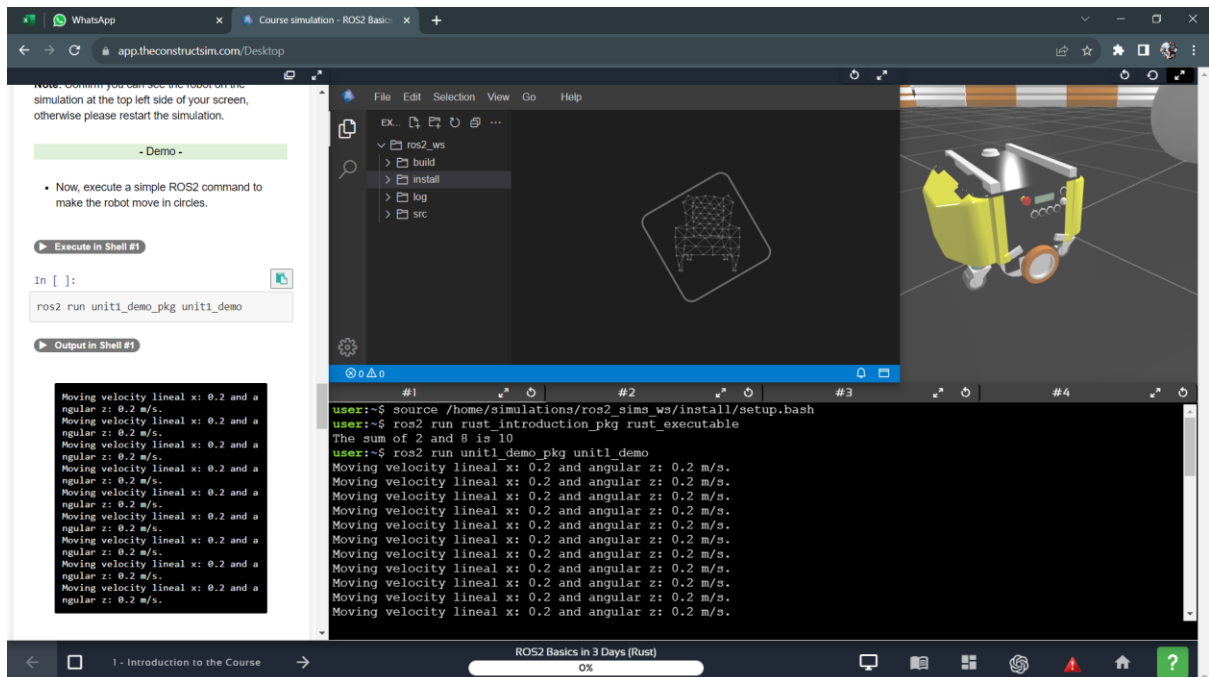 WhatsApp
Course simulation - ROS2 Basic
app.theconstructsim.com/Desktop
Note: Confirm you can see the robot on the
simulation at the top left side of your screen,
otherwise please restart the simulation.
- Demo -
• Now, execute a simple ROS2 command to
make the robot move in circles.
Execute in Shell #1
In [ ]:
ros2 run unit1_demo_pkg unit1_demo
Output in Shell #1
Moving velocity lineal x: 0.2 and a
ngular z: 0.2 m/s.
Moving velocity lineal x: 0.2 and a
ngular z: 0.2 m/s.
Moving velocity lineal x: 0.2 and a
ngular z: 0.2 m/s.
Moving velocity lineal x: 0.2 and a
ngular z: 0.2 m/s.
Moving velocity lineal x: 0.2 and a
ngular z: 0.2 m/s.
Moving velocity lineal x: 0.2 and a
ngular z: 0.2 m/s.
Moving velocity lineal x: 0.2 and a
ngular z: 0.2 m/s.
Moving velocity lineal x: 0.2 and a
ngular z: 0.2 m/s.
Moving velocity lineal x: 0.2 and a
ngular z: 0.2 m/s.
File Edit Selection View Go Help
EX...
ros2_ws
build
install
log
src
0 0
#1 #2 #3 #4
user:~$ source /home/simulations/ros2_sims_ws/install/setup.bash
user:~$ ros2 run rust_introduction_pkg rust_executable
The sum of 2 and 8 is 10
user:~$ ros2 run unit1_demo_pkg unit1_demo
Moving velocity lineal x: 0.2 and angular z: 0.2 m/s.
Moving velocity lineal x: 0.2 and angular z: 0.2 m/s.
Moving velocity lineal x: 0.2 and angular z: 0.2 m/s.
Moving velocity lineal x: 0.2 and angular z: 0.2 m/s.
Moving velocity lineal x: 0.2 and angular z: 0.2 m/s.
Moving velocity lineal x: 0.2 and angular z: 0.2 m/s.
Moving velocity lineal x: 0.2 and angular z: 0.2 m/s.
Moving velocity lineal x: 0.2 and angular z: 0.2 m/s.
Moving velocity lineal x: 0.2 and angular z: 0.2 m/s.
Moving velocity lineal x: 0.2 and angular z: 0.2 m/s.
Moving velocity lineal x: 0.2 and angular z: 0.2 m/s.
1 - Introduction to the Course
ROS2 Basics in 3 Days (Rust)
0%
?